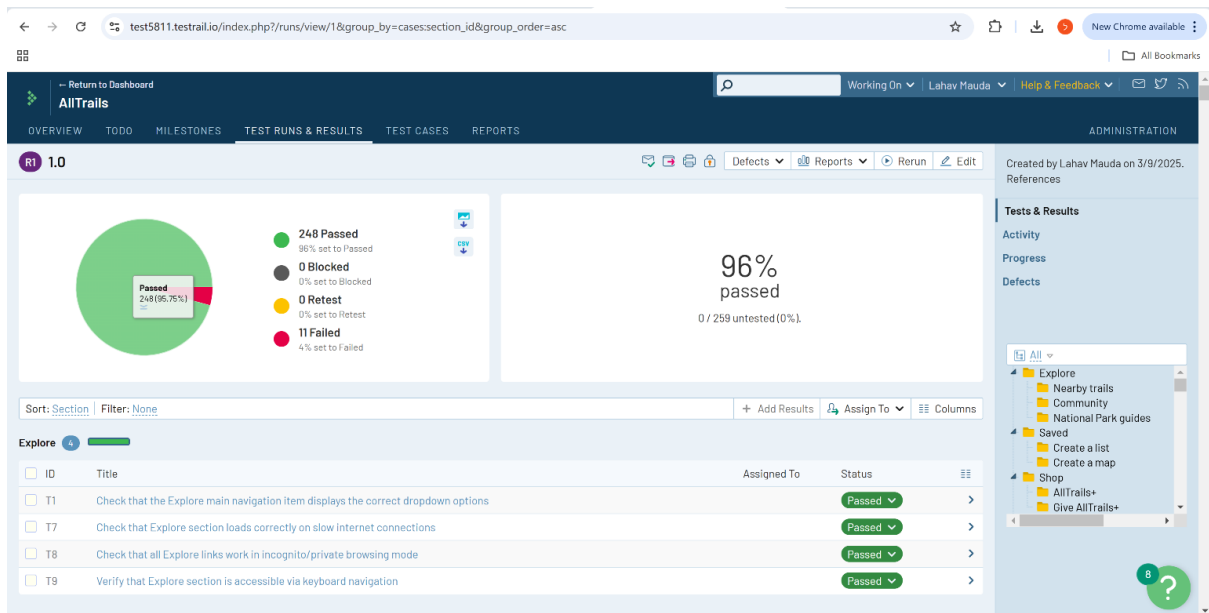 test5811.testrail.io/index.php?/runs/view/1&group_by=cases:section_id&group_order=asc
5
New Chrome available
All Bookmarks
← Return to Dashboard
AllTrails
Working On
Lahav Mauda
Help & Feedback
OVERVIEW TODO MILESTONES TEST RUNS & RESULTS TEST CASES REPORTS ADMINISTRATION
R1 1.0
Defects Reports Rerun Edit
Created by Lahav Mauda on 3/9/2025.
References
Tests & Results
Activity
Progress
Defects
Passed
248 (95.75%)
248 Passed
96% set to Passed
0 Blocked
0% set to Blocked
0 Retest
0% set to Retest
11 Failed
4% set to Failed
CSV
96%
passed
0 / 259 untested (0%).
All
Explore
Nearby trails
Community
National Park guides
Saved
Create a list
Create a map
Shop
AllTrails+
Give AllTrails+
Sort: Section Filter: None
+ Add Results Assign To Columns
Explore 4
ID Title Assigned To Status
T1 Check that the Explore main navigation item displays the correct dropdown options Passed
T7 Check that Explore section loads correctly on slow internet connections Passed
T8 Check that all Explore links work in incognito/private browsing mode Passed
T9 Verify that Explore section is accessible via keyboard navigation Passed
8
?